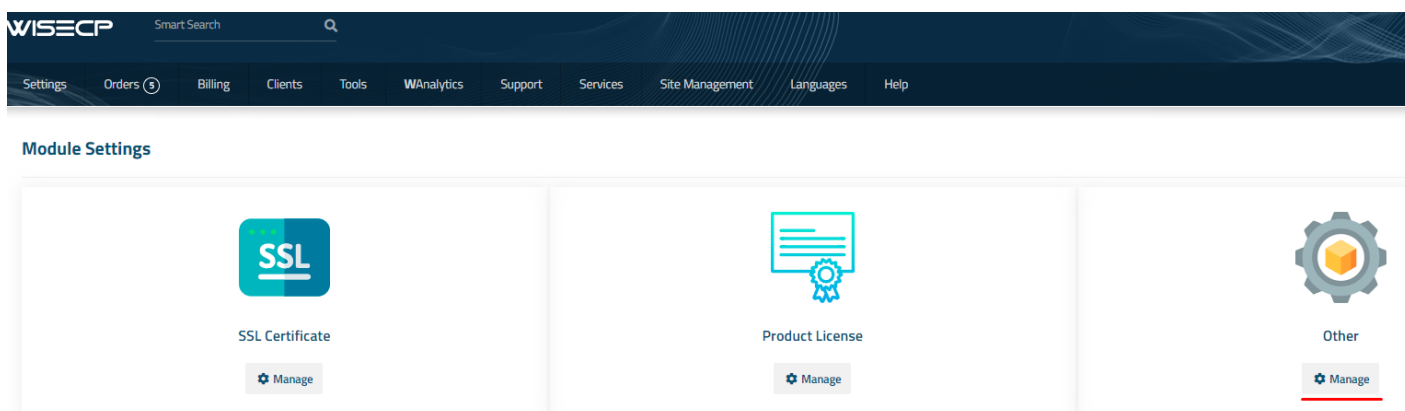 WISECP Smart Search
Settings Orders 5 Billing Clients Tools WAnalytics Support Services Site Management Languages Help
Module Settings
SSL
SSL Certificate Product License Other
Manage Manage Manage